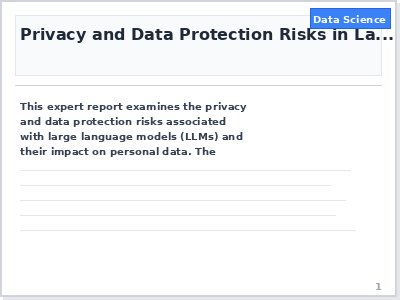 Data Science
Privacy and Data Protection Risks in La...
This expert report examines the privacy
and data protection risks associated
with large language models (LLMs) and
their impact on personal data. The
1